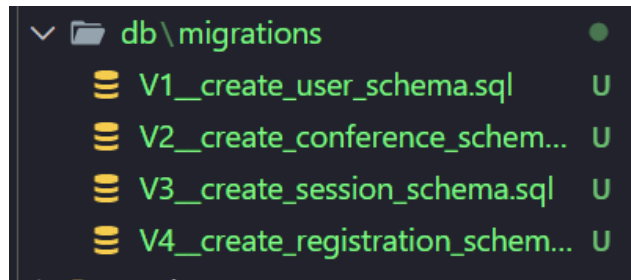 db\migrations
V1__create_user_schema.sql U
V2__create_conference_schem... U
V3__create_session_schema.sql U
V4__create_registration_schem... U